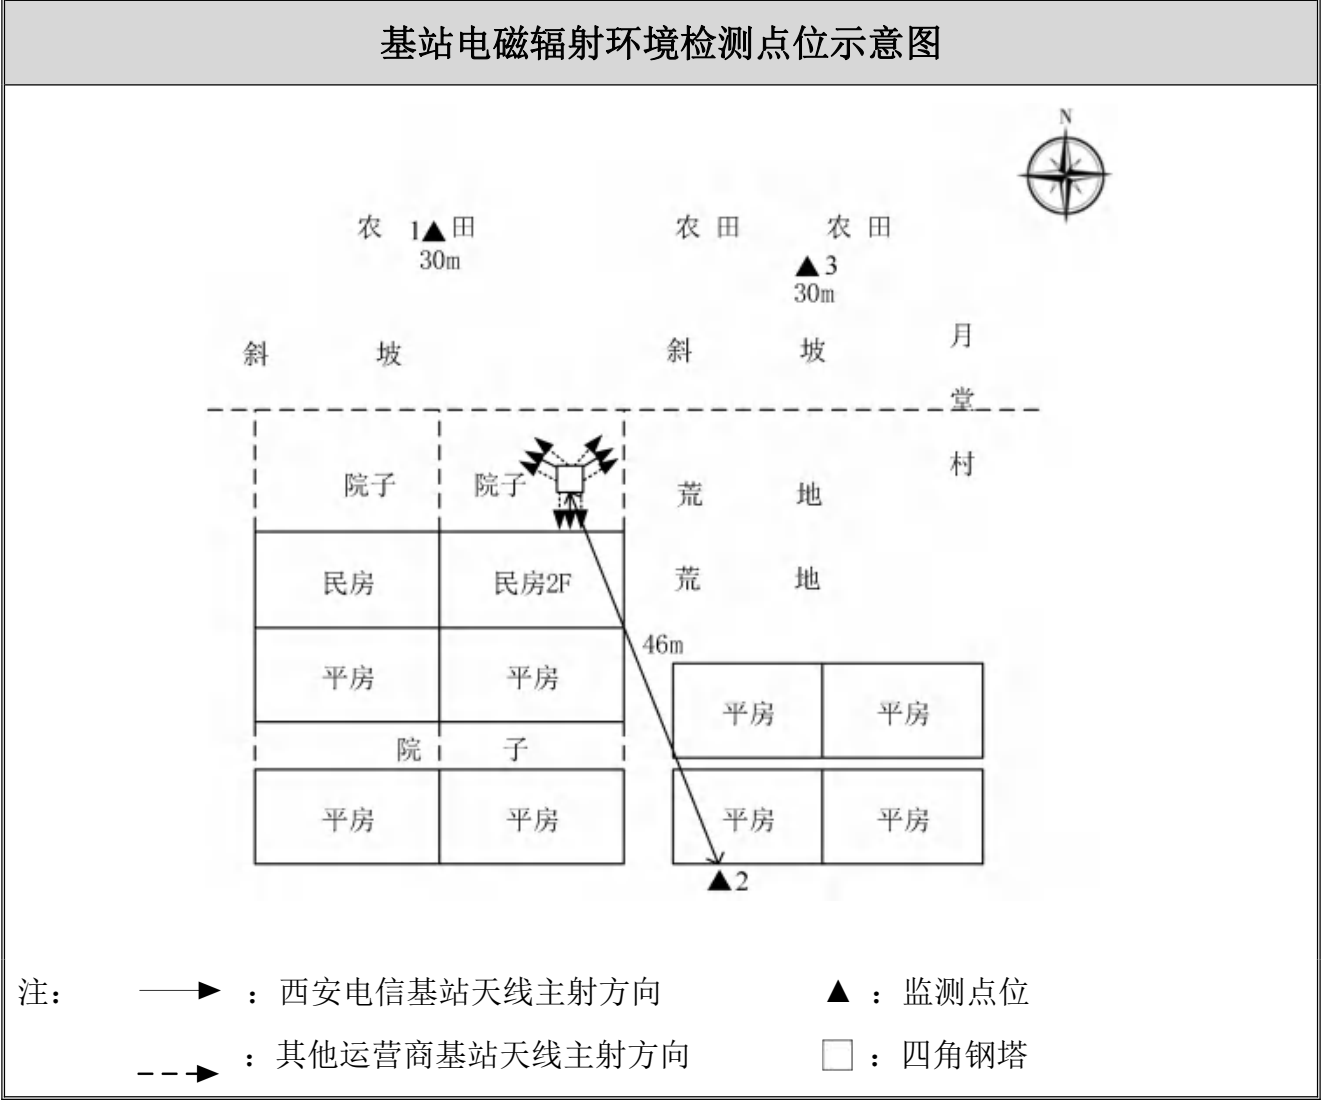 基站电磁辐射环境检测点位示意图
N
农 1▲田 农 田 农 田
30m
▲3
30m
月
斜 坡 斜 坡
堂
村
院子 院子 荒 地
民房 民房2F 荒 地
46m
平房 平房
平房 平房
院 子
平房 平房 平房 平房
▲2
注： ：西安电信基站天线主射方向 ▲ ：监测点位
：其他运营商基站天线主射方向 □ ：四角钢塔